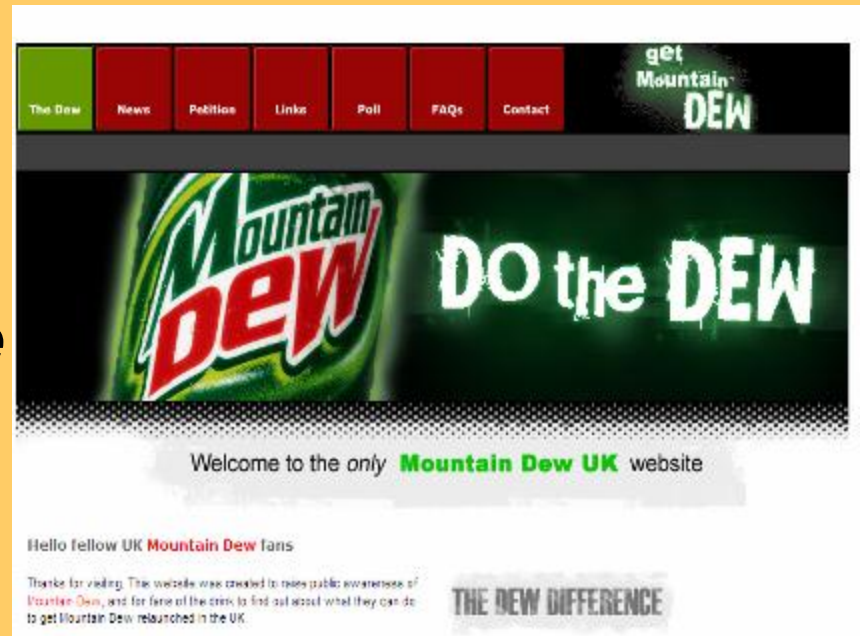 get
Mountain
DEW
The Dew News Petition Links Poll FAQs Contact
Mountain
DEW
DO the DEW
Welcome to the only Mountain Dew UK website
Hello fellow UK Mountain Dew fans
Thanks for visiting. This website was created to raise public awareness of
Mountain Dew, and for fans of the drink to find out about what they can do
to get Mountain Dew relaunched in the UK
THE DEW DIFFERENCE